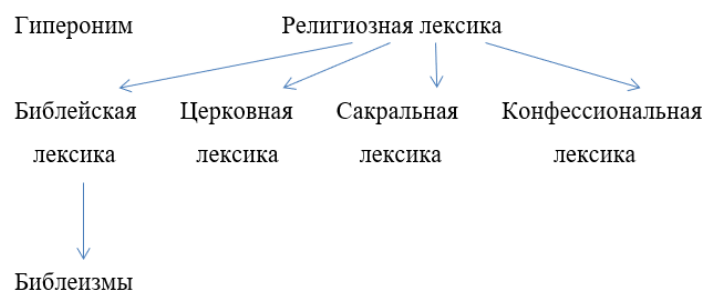 Гипероним Религиозная лексика
Библейская Церковная Сакральная Конфессиональная
лексика лексика лексика лексика
Библеизмы